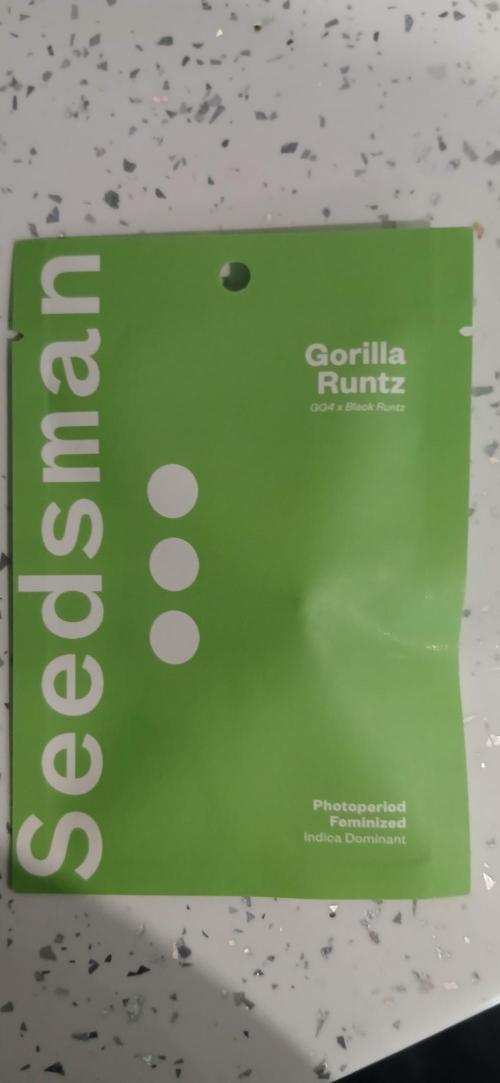 Seedsman
Gorilla
Runtz
GG4 x Black Runtz
Photoperiod
Feminized
Indica Dominant